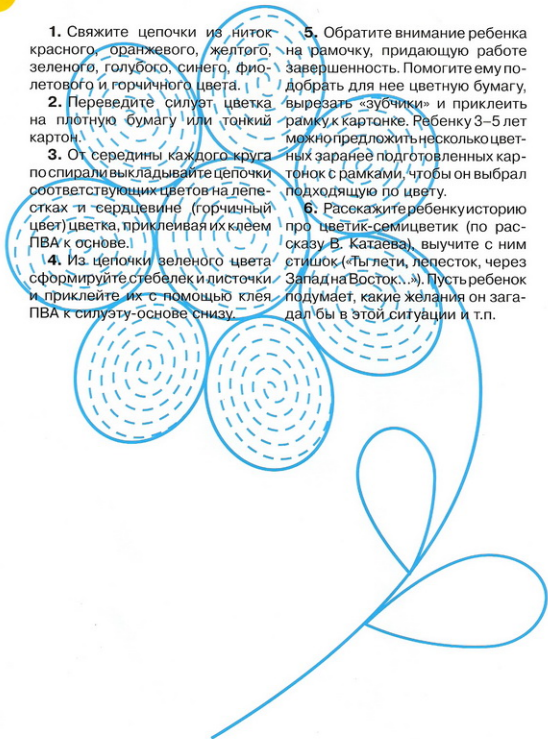 1. Свяжите цепочки из ниток
красного, оранжевого, желтого,
зеленого, голубого, синего, фио-
летового и горчичного цвета.
2. Переведите силуэт цветка
на плотную бумагу или тонкий
картон.
3. От середины каждого круга
по спирали выкладывайте цепочки
соответствующих цветов на лепе-
стках и сердцевине (горчичный
цвет) цветка, приклеивая их клеем
ПВА к основе.
4. Из цепочки зеленого цвета
сформируйте стебелек и листочки
и приклейте их с помощью клея
ПВА к силуэту-основе снизу.
5. Обратите внимание ребенка
на рамочку, придающую работе
завершенность. Помогите ему по-
добрать для нее цветную бумагу,
вырезать «зубчики» и приклеить
рамку к картонке. Ребенку 3–5 лет
можно предложить несколько цвет-
ных заранее подготовленных кар-
тонок с рамками, чтобы он выбрал
подходящую по цвету.
6. Расскажите ребенку историю
про цветик-семицветик (по рас-
сказу В. Катаева), выучите с ним
стишок («Ты лети, лепесток, через
Запад на Восток...»). Пусть ребенок
подумает, какие желания он зага-
дал бы в этой ситуации и т.п.